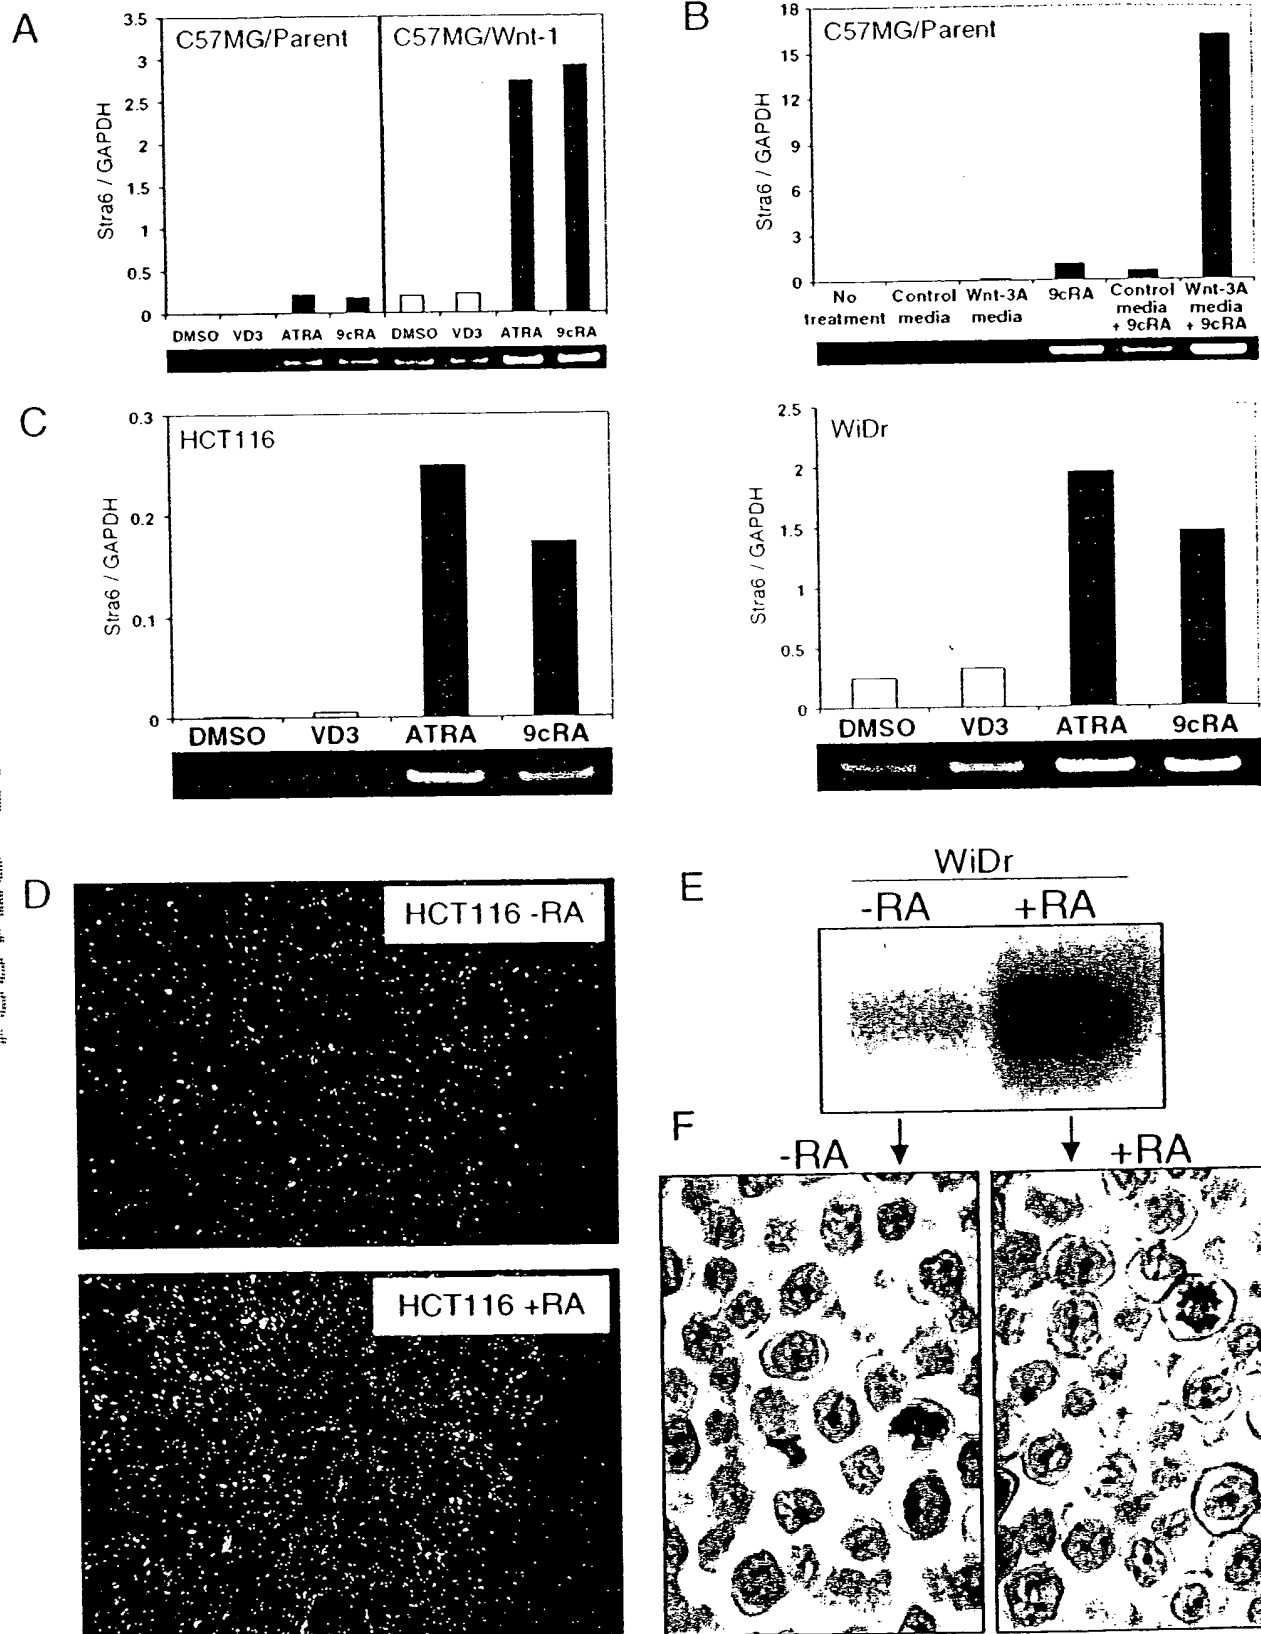 A
3.5
3
2.5
2
1.5
1
0.5
0
Stra6 / GAPDH
C57MG/Parent
C57MG/Wnt-1
DMSO VD3 ATRA 9cRA DMSO VD3 ATRA 9cRA
B
18
15
12
9
6
3
0
Stra6 / GAPDH
C57MG/Parent
No treatment
Control media
Wnt-3A media
9cRA
Control media + 9cRA
Wnt-3A media + 9cRA
C
0.3
0.2
0.1
0
Stra6 / GAPDH
HCT116
DMSO VD3 ATRA 9cRA
2.5
2
1.5
1
0.5
0
Stra6 / GAPDH
WiDr
DMSO VD3 ATRA 9cRA
D
HCT116 -RA
HCT116 +RA
E
WiDr
-RA +RA
F
-RA +RA